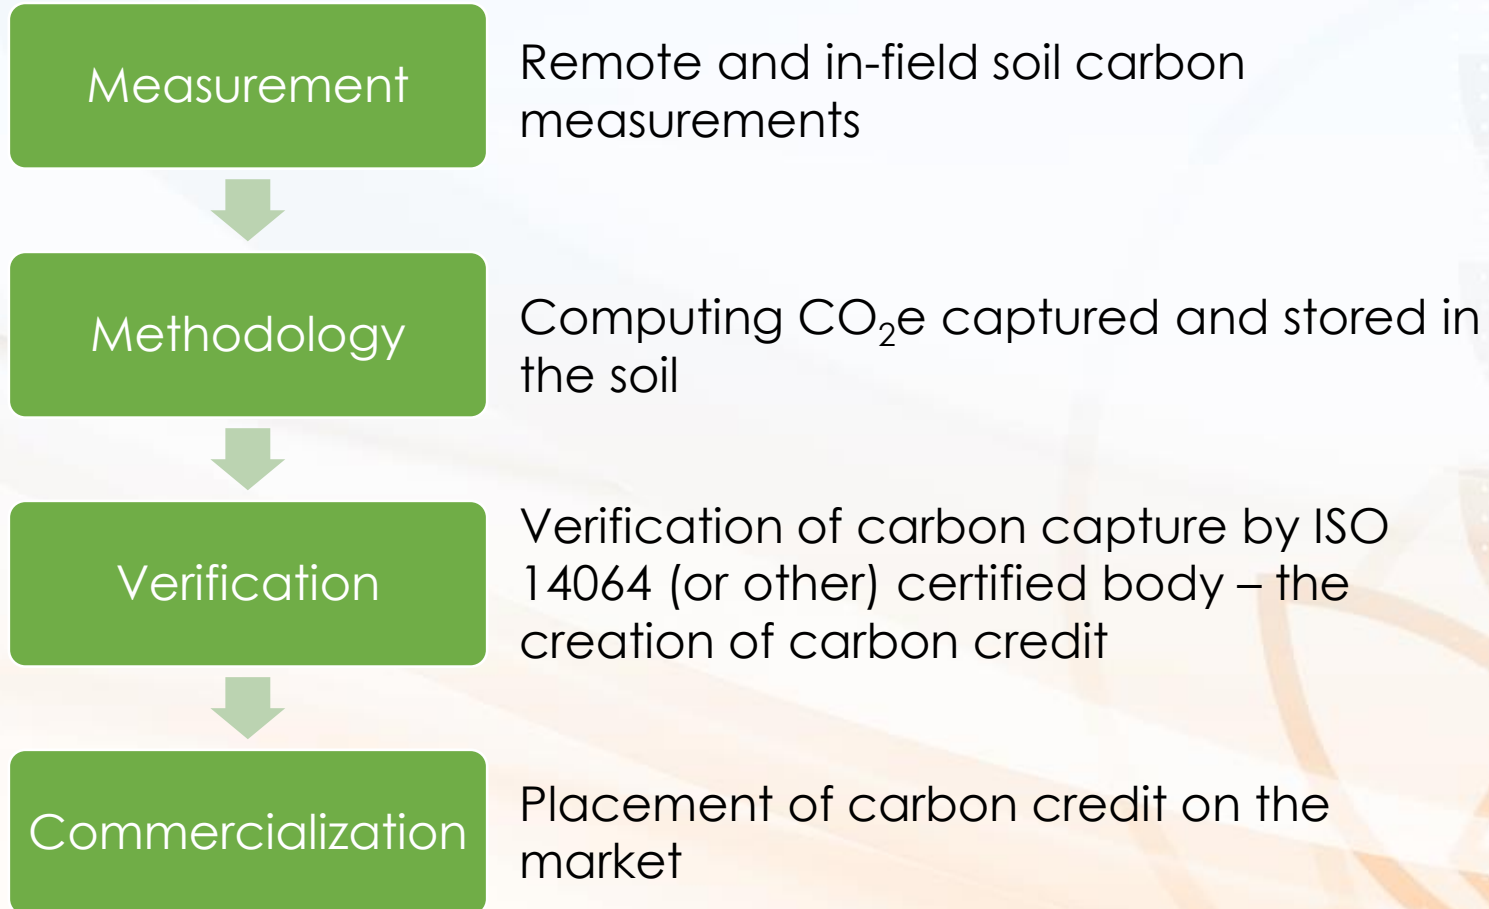 Measurement
Remote and in-field soil carbon
measurements
Methodology
Computing CO₂e captured and stored in
the soil
Verification
Verification of carbon capture by ISO
14064 (or other) certified body – the
creation of carbon credit
Commercialization
Placement of carbon credit on the
market